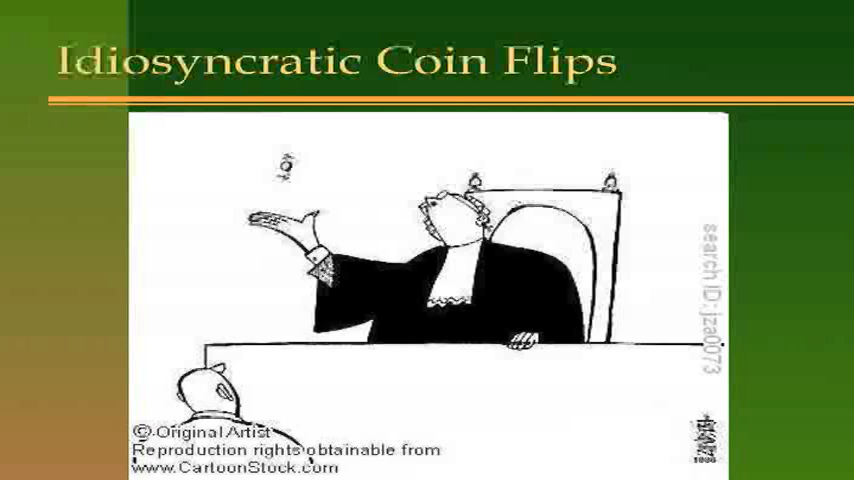 Idiosyncratic Coin Flips
search ID: jza0073
© Original Artist
Reproduction rights obtainable from
www.CartoonStock.com